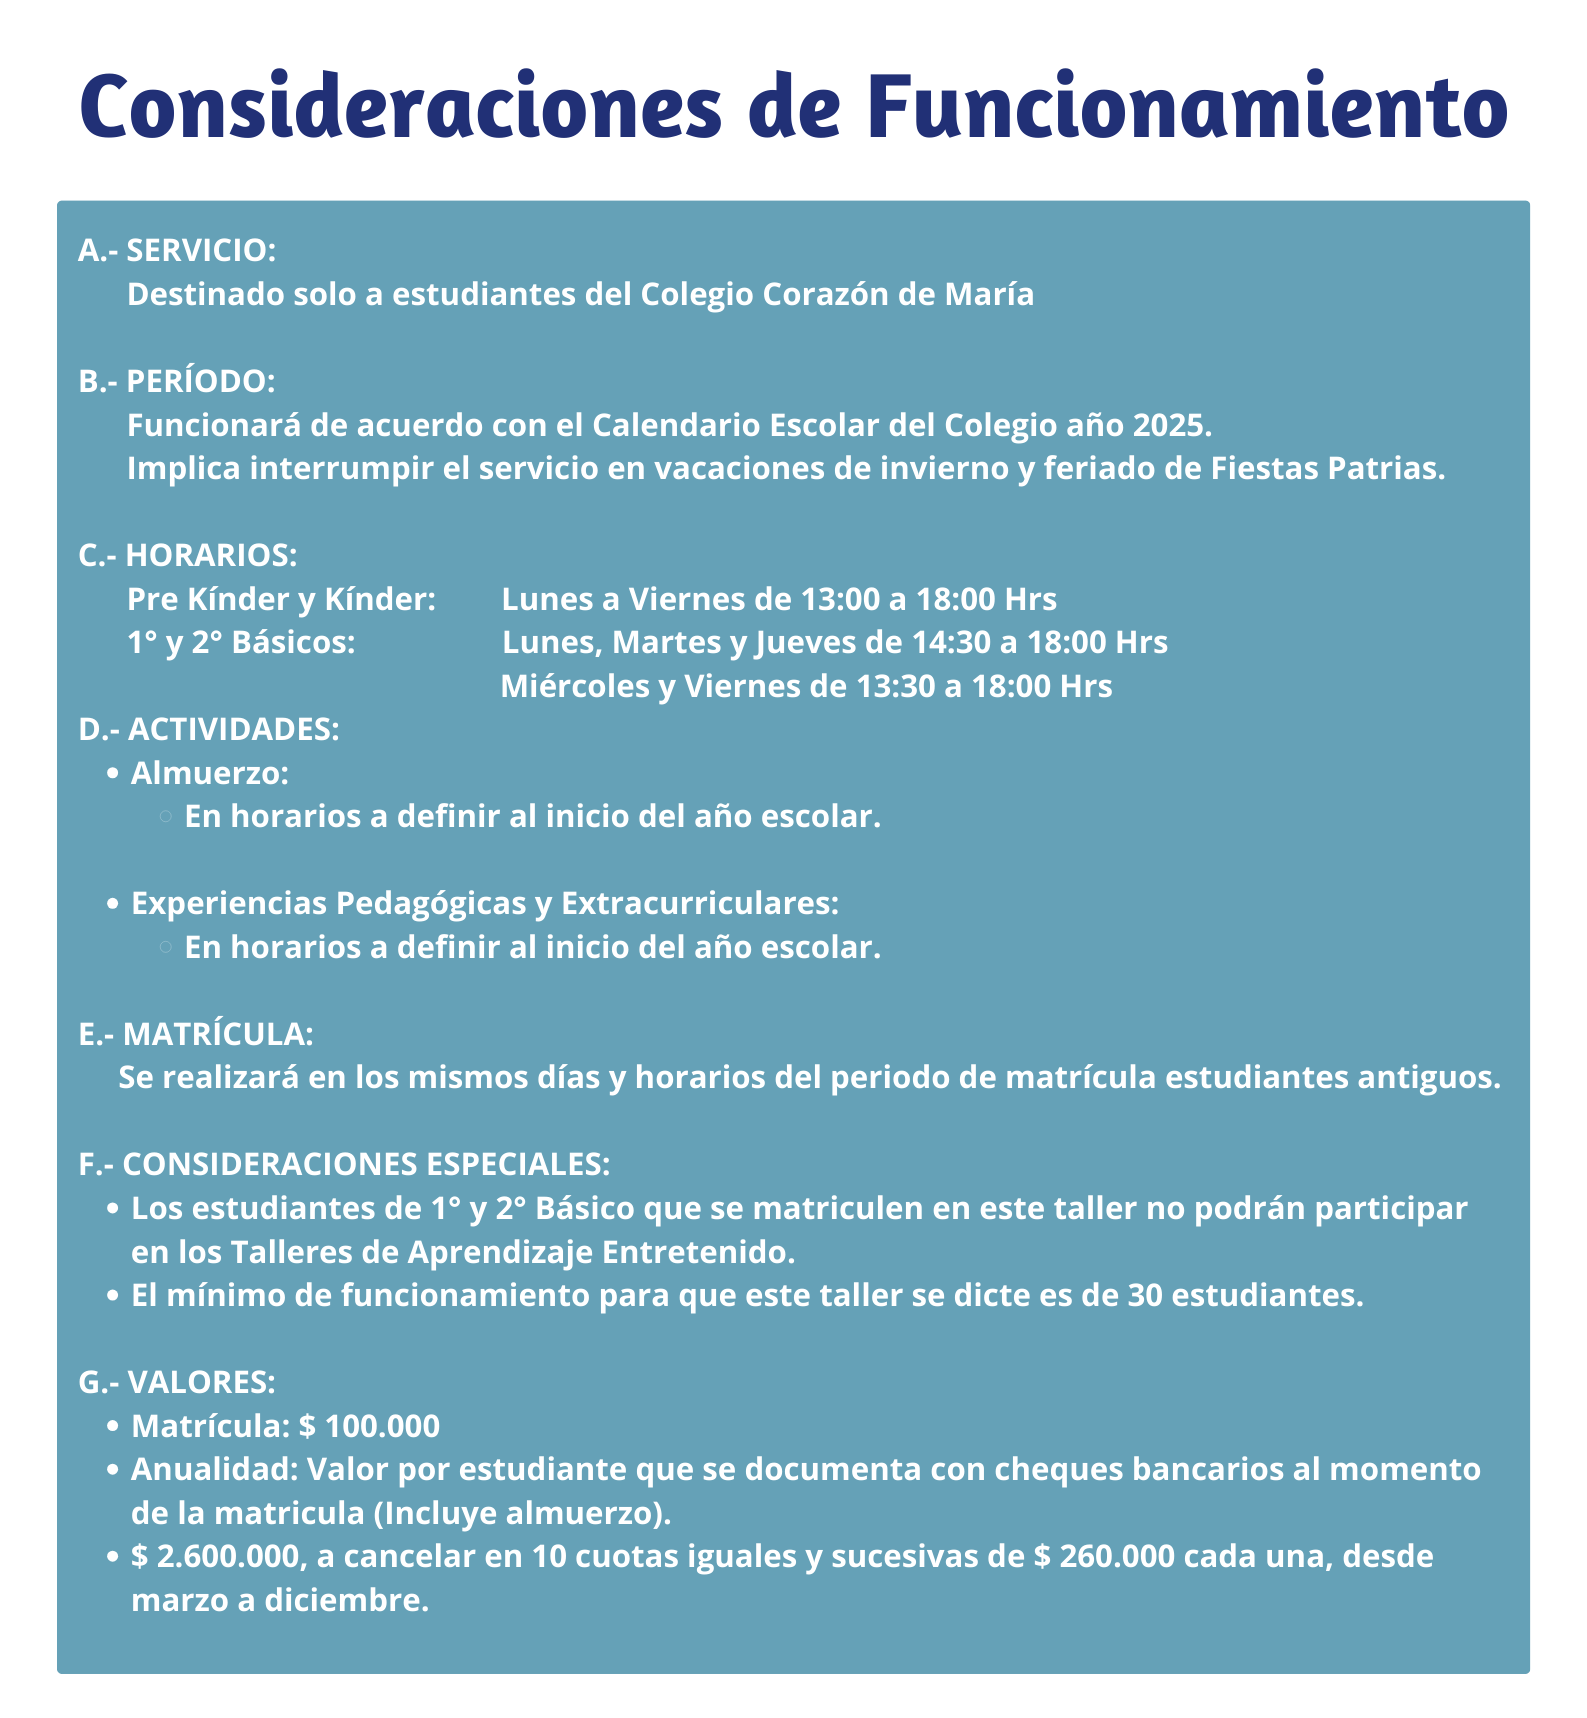 Consideraciones de Funcionamiento
A.- SERVICIO:
Destinado solo a estudiantes del Colegio Corazón de María
B.- PERÍODO:
Funcionará de acuerdo con el Calendario Escolar del Colegio año 2025.
Implica interrumpir el servicio en vacaciones de invierno y feriado de Fiestas Patrias.
C.- HORARIOS:
Pre Kínder y Kínder: Lunes a Viernes de 13:00 a 18:00 Hrs
1° y 2° Básicos: Lunes, Martes y Jueves de 14:30 a 18:00 Hrs
Miércoles y Viernes de 13:30 a 18:00 Hrs
D.- ACTIVIDADES:
• Almuerzo:
◦ En horarios a definir al inicio del año escolar.
• Experiencias Pedagógicas y Extracurriculares:
◦ En horarios a definir al inicio del año escolar.
E.- MATRÍCULA:
Se realizará en los mismos días y horarios del periodo de matrícula estudiantes antiguos.
F.- CONSIDERACIONES ESPECIALES:
• Los estudiantes de 1° y 2° Básico que se matriculen en este taller no podrán participar
en los Talleres de Aprendizaje Entretenido.
• El mínimo de funcionamiento para que este taller se dicte es de 30 estudiantes.
G.- VALORES:
• Matrícula: $ 100.000
• Anualidad: Valor por estudiante que se documenta con cheques bancarios al momento
de la matricula (Incluye almuerzo).
• $ 2.600.000, a cancelar en 10 cuotas iguales y sucesivas de $ 260.000 cada una, desde
marzo a diciembre.